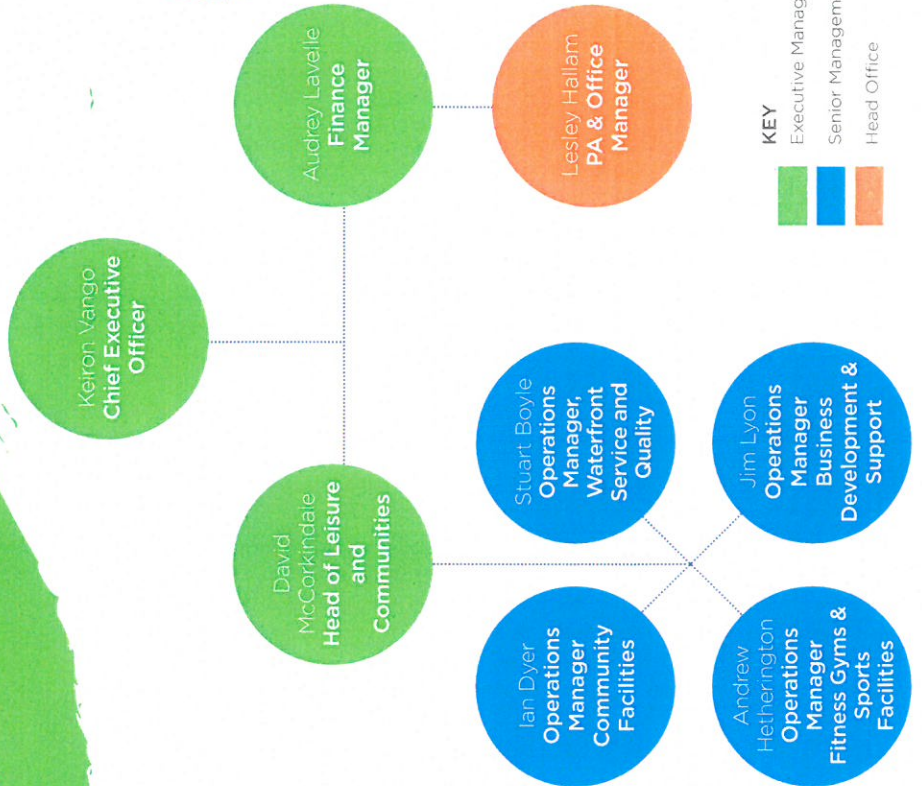 Keiron Vango
Chief Executive
Officer
David
McCorkindale
Head of Leisure
and
Communities
Audrey Lavelle
Finance
Manager
Ian Dyer
Operations
Manager
Community
Facilities
Stuart Boyle
Operations
Manager,
Waterfront
Service and
Quality
Lesley Hallam
PA & Office
Manager
Andrew
Hetherington
Operations
Manager
Fitness Gyms &
Sports
Facilities
Jim Lyon
Operations
Manager
Business
Development &
Support
KEY
Executive Manag
Senior Managem
Head Office